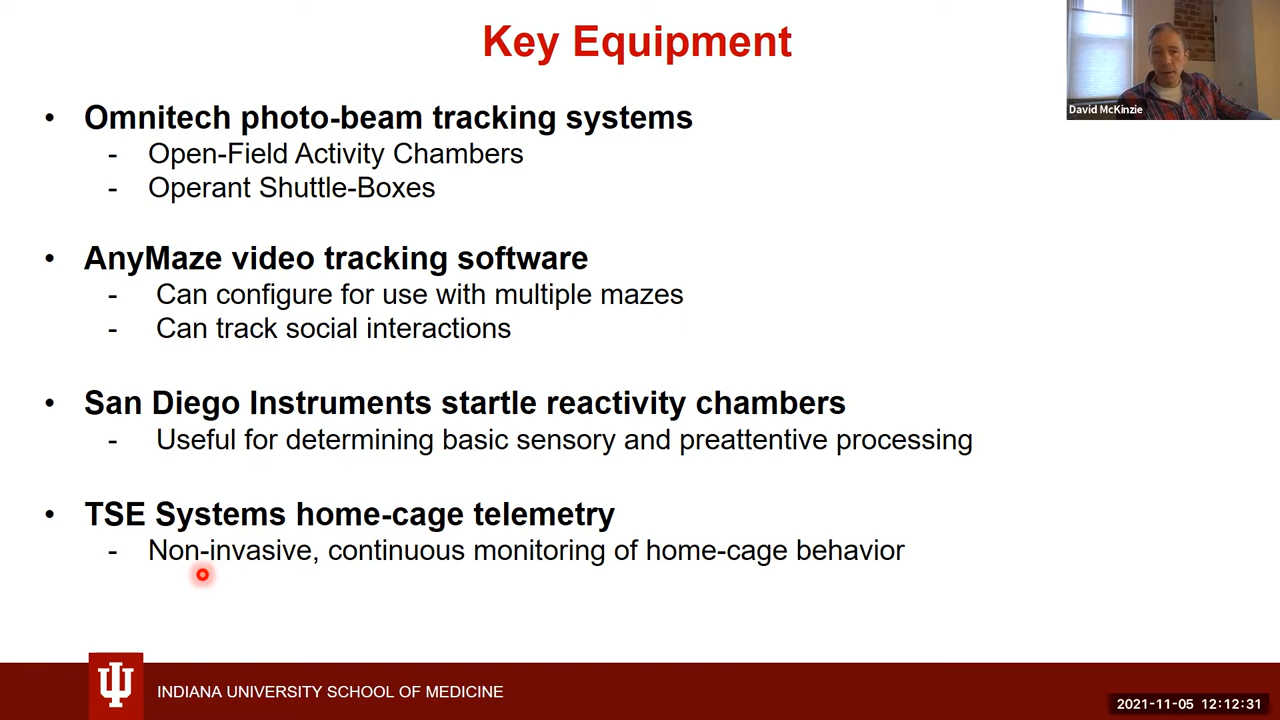 Key Equipment
David McKinzie
• Omnitech photo-beam tracking systems
- Open-Field Activity Chambers
- Operant Shuttle-Boxes
• AnyMaze video tracking software
- Can configure for use with multiple mazes
- Can track social interactions
• San Diego Instruments startle reactivity chambers
- Useful for determining basic sensory and preattentive processing
• TSE Systems home-cage telemetry
- Non-invasive, continuous monitoring of home-cage behavior
INDIANA UNIVERSITY SCHOOL OF MEDICINE
2021-11-05 12:12:31